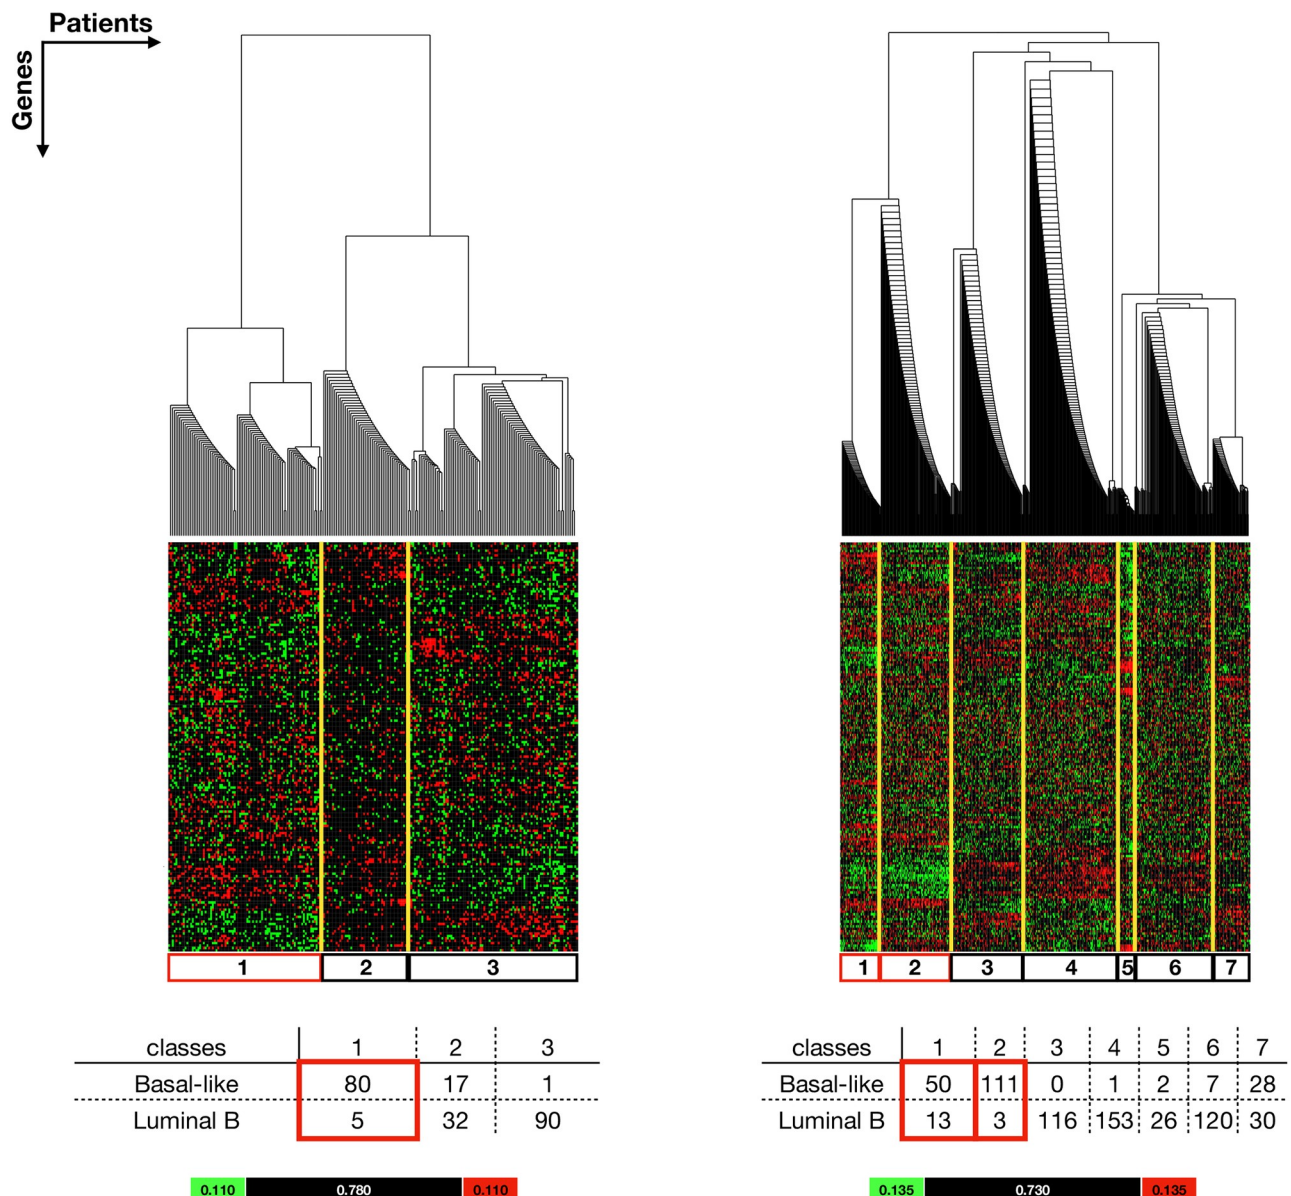 Patients
Genes
1 2 3
1 2 3 4 5 6 7
classes 1 2 3
Basal-like 80 17 1
Luminal B 5 32 90
classes 1 2 3 4 5 6 7
Basal-like 50 111 0 1 2 7 28
Luminal B 13 3 116 153 26 120 30
0.110 0.780 0.110
0.135 0.730 0.135